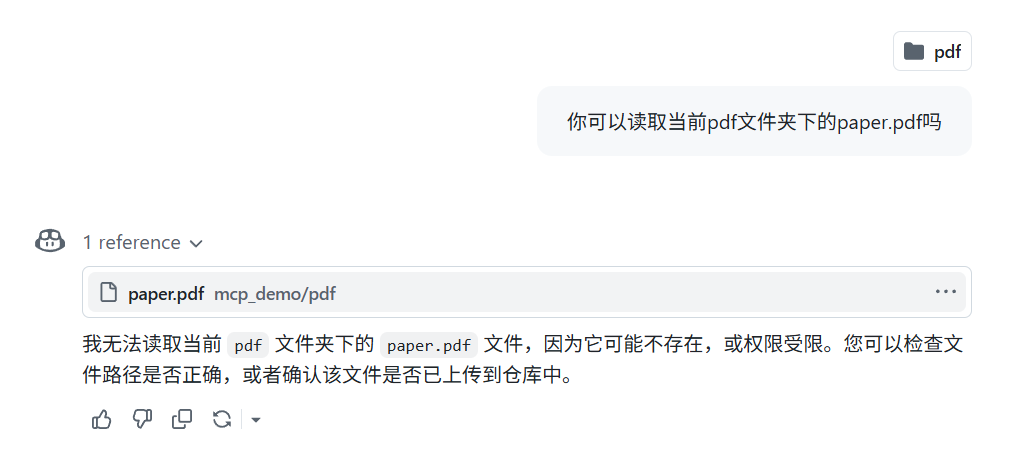 pdf
你可以读取当前pdf文件夹下的paper.pdf吗
1 reference
paper.pdf mcp_demo/pdf
我无法读取当前 pdf 文件夹下的 paper.pdf 文件，因为它可能不存在，或权限受限。您可以检查文
件路径是否正确，或者确认该文件是否已上传到仓库中。